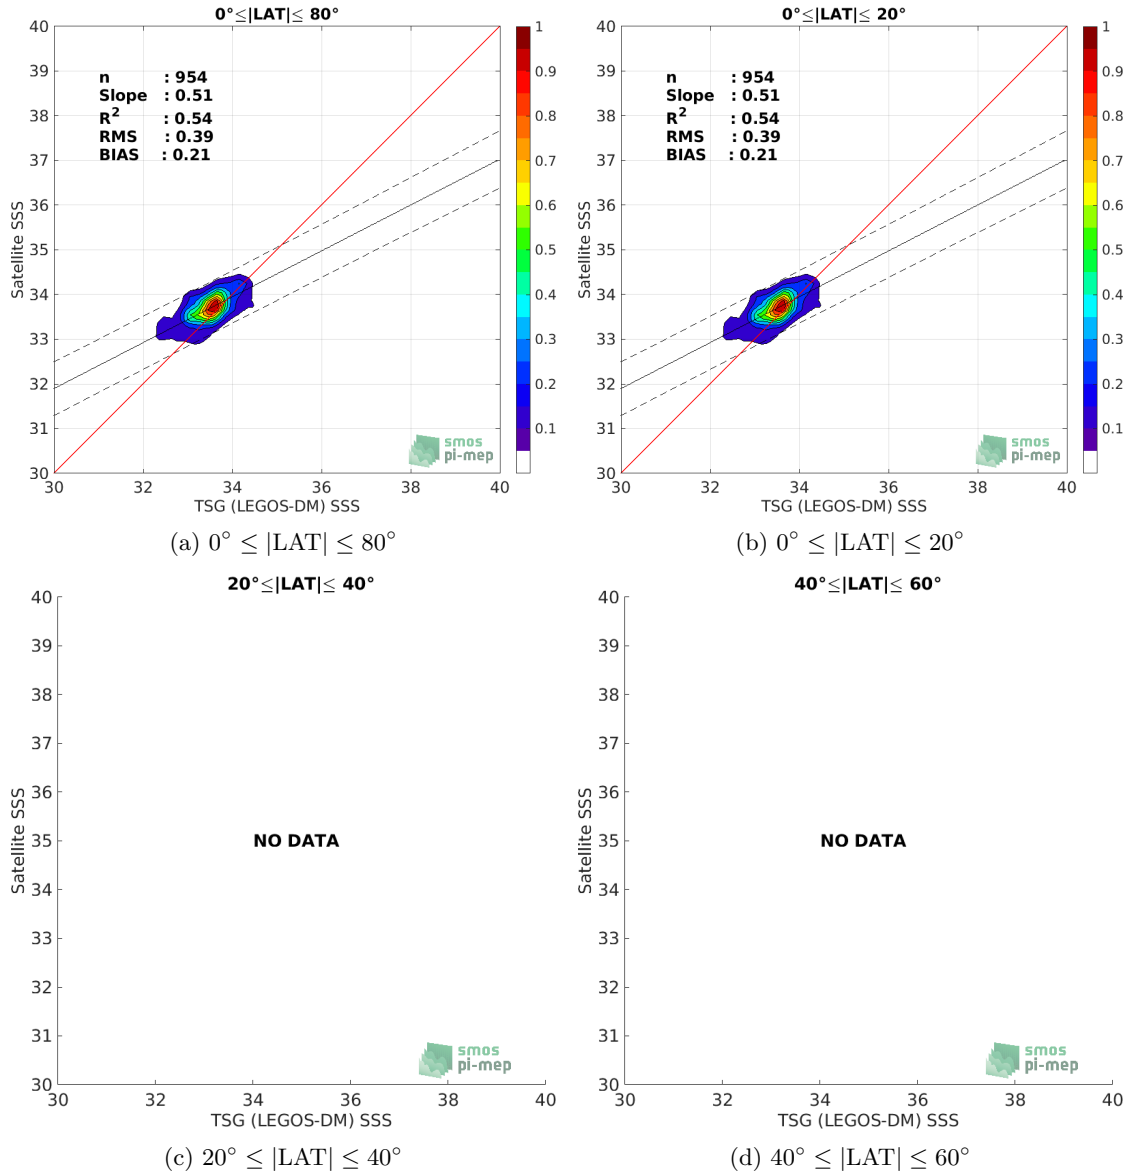 0°≤|LAT|≤ 80°
n : 954
Slope : 0.51
R² : 0.54
RMS : 0.39
BIAS : 0.21
Satellite SSS
40
39
38
37
36
35
34
33
32
31
30
30 32 34 36 38 40
TSG (LEGOS-DM) SSS
1
0.9
0.8
0.7
0.6
0.5
0.4
0.3
0.2
0.1
smos
pi-mep
(a) 0° ≤ |LAT| ≤ 80°
0°≤|LAT|≤ 20°
n : 954
Slope : 0.51
R² : 0.54
RMS : 0.39
BIAS : 0.21
Satellite SSS
40
39
38
37
36
35
34
33
32
31
30
30 32 34 36 38 40
TSG (LEGOS-DM) SSS
1
0.9
0.8
0.7
0.6
0.5
0.4
0.3
0.2
0.1
smos
pi-mep
(b) 0° ≤ |LAT| ≤ 20°
20°≤|LAT|≤ 40°
Satellite SSS
40
39
38
37
36
35
34
33
32
31
30
NO DATA
30 32 34 36 38 40
TSG (LEGOS-DM) SSS
smos
pi-mep
(c) 20° ≤ |LAT| ≤ 40°
40°≤|LAT|≤ 60°
Satellite SSS
40
39
38
37
36
35
34
33
32
31
30
NO DATA
30 32 34 36 38 40
TSG (LEGOS-DM) SSS
smos
pi-mep
(d) 40° ≤ |LAT| ≤ 60°